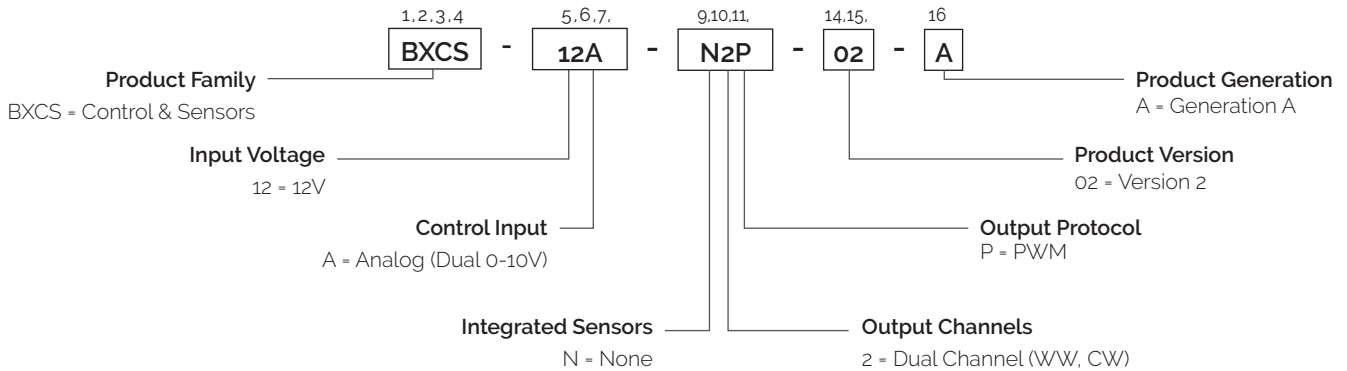 1,2,3,4 5,6,7, 9,10,11, 14,15, 16
BXCS - 12A - N2P - 02 - A
Product Family
BXCS = Control & Sensors
Product Generation
A = Generation A
Input Voltage
12 = 12V
Product Version
02 = Version 2
Control Input
A = Analog (Dual 0-10V)
Output Protocol
P = PWM
Integrated Sensors
N = None
Output Channels
2 = Dual Channel (WW, CW)